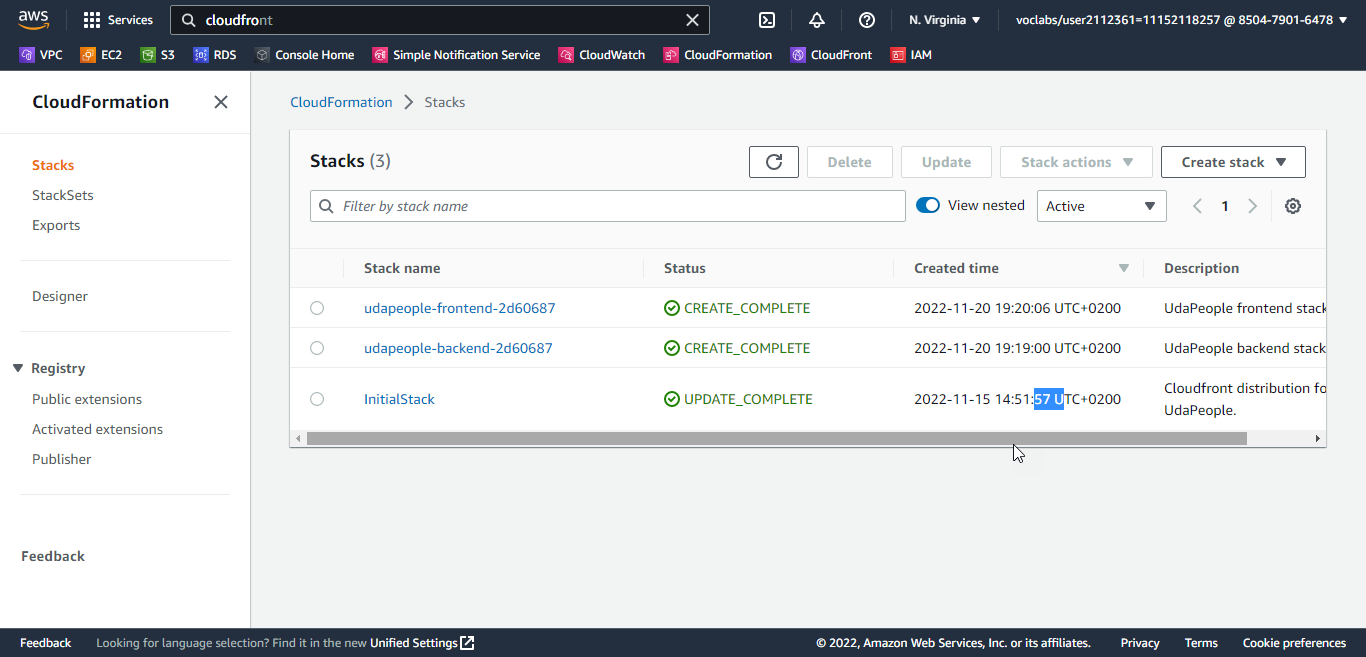 aws Services cloudfront N. Virginia voclabs/user2112361=11152118257 @ 8504-7901-6478
VPC EC2 S3 RDS Console Home Simple Notification Service CloudWatch CloudFormation CloudFront IAM
CloudFormation
Stacks
StackSets
Exports
Designer
Registry
Public extensions
Activated extensions
Publisher
Feedback
CloudFormation Stacks
Stacks (3) Delete Update Stack actions Create stack
Filter by stack name View nested Active 1
Stack name Status Created time Description
udapeople-frontend-2d60687 CREATE_COMPLETE 2022-11-20 19:20:06 UTC+0200 UdaPeople frontend stack
udapeople-backend-2d60687 CREATE_COMPLETE 2022-11-20 19:19:00 UTC+0200 UdaPeople backend stack
InitialStack UPDATE_COMPLETE 2022-11-15 14:51:57 UTC+0200 Cloudfront distribution fo
UdaPeople.
Feedback Looking for language selection? Find it in the new Unified Settings © 2022, Amazon Web Services, Inc. or its affiliates. Privacy Terms Cookie preferences